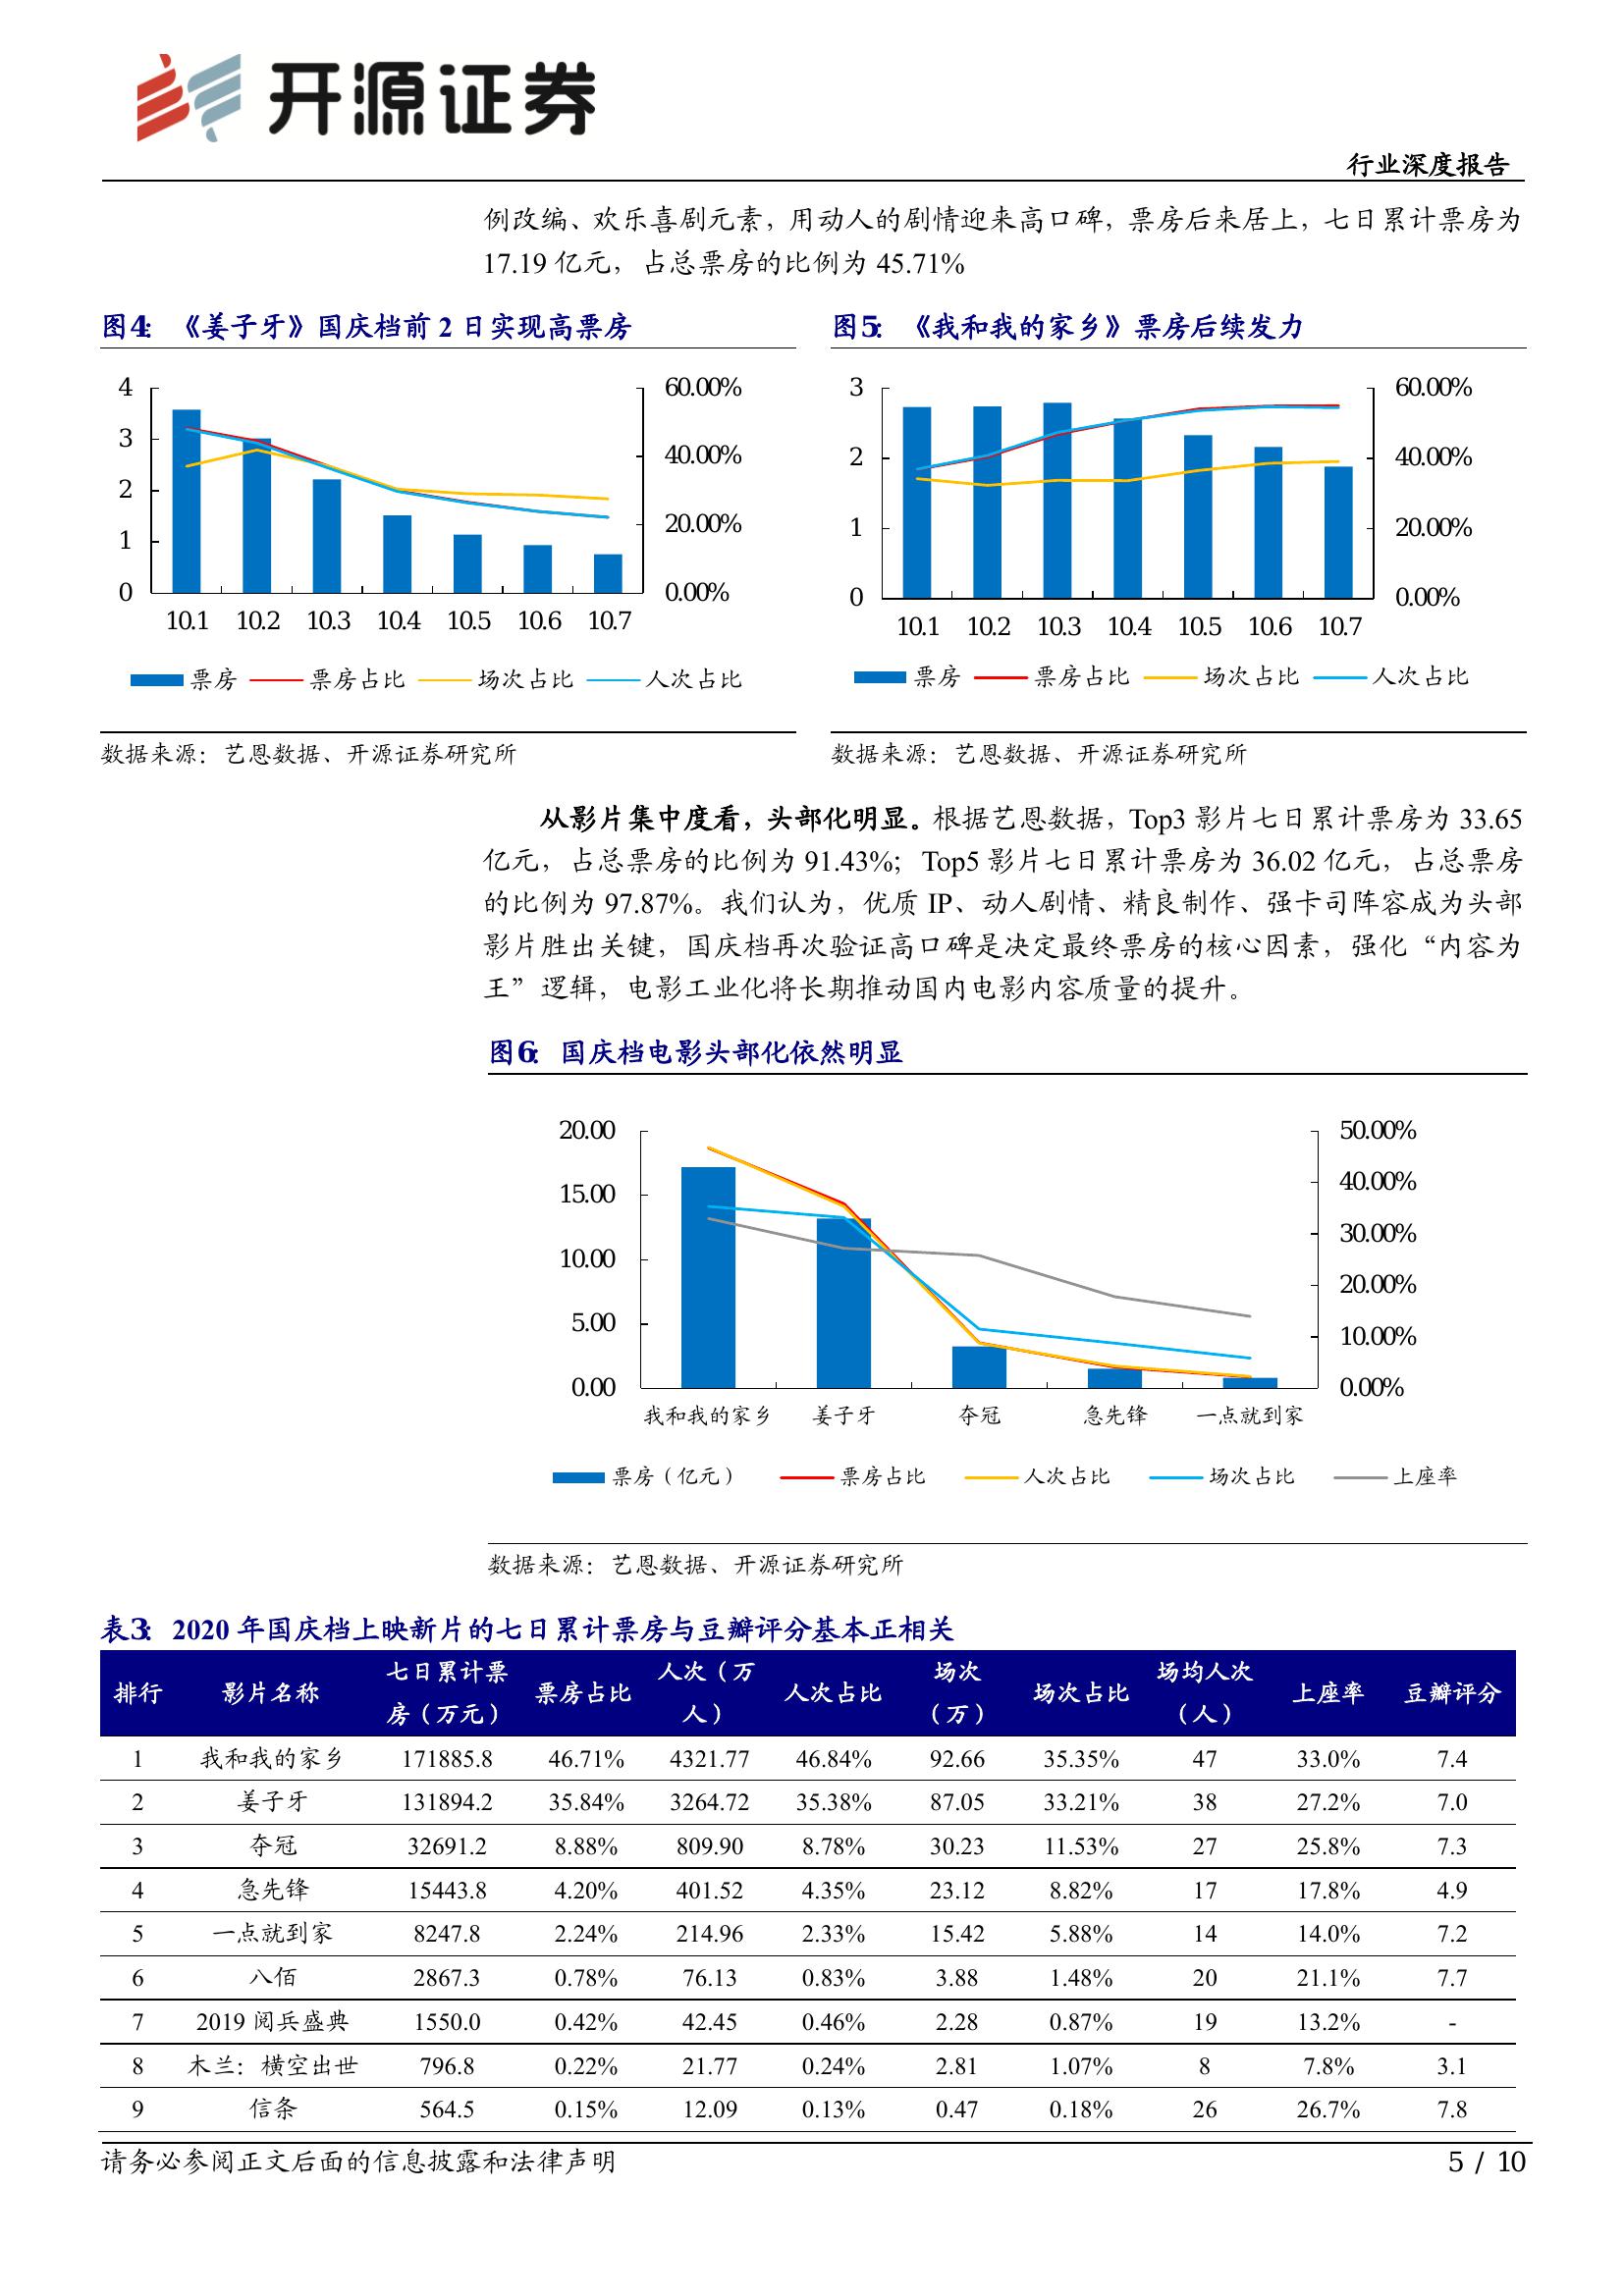 开源证券
行业深度报告
例改编、欢乐喜剧元素，用动人的剧情迎来高口碑，票房后来居上，七日累计票房为
17.19 亿元，占总票房的比例为 45.71%
图4：《姜子牙》国庆档前 2 日实现高票房
4
3
2
1
0
60.00%
40.00%
20.00%
0.00%
10.1 10.2 10.3 10.4 10.5 10.6 10.7
票房 票房占比 场次占比 人次占比
数据来源：艺恩数据、开源证券研究所
图5：《我和我的家乡》票房后续发力
3
2
1
0
60.00%
40.00%
20.00%
0.00%
10.1 10.2 10.3 10.4 10.5 10.6 10.7
票房 票房占比 场次占比 人次占比
数据来源：艺恩数据、开源证券研究所
从影片集中度看，头部化明显。根据艺恩数据，Top3 影片七日累计票房为 33.65
亿元，占总票房的比例为 91.43%；Top5 影片七日累计票房为 36.02 亿元，占总票房
的比例为 97.87%。我们认为，优质 IP、动人剧情、精良制作、强卡司阵容成为头部
影片胜出关键，国庆档再次验证高口碑是决定最终票房的核心因素，强化“内容为
王”逻辑，电影工业化将长期推动国内电影内容质量的提升。
图6：国庆档电影头部化依然明显
20.00
15.00
10.00
5.00
0.00
50.00%
40.00%
30.00%
20.00%
10.00%
0.00%
我和我的家乡 姜子牙 夺冠 急先锋 一点就到家
票房（亿元） 票房占比 人次占比 场次占比 上座率
数据来源：艺恩数据、开源证券研究所
表3：2020 年国庆档上映新片的七日累计票房与豆瓣评分基本正相关
排行 影片名称 七日累计票房（万元） 票房占比 人次（万人） 人次占比 场次（万） 场次占比 场均人次（人） 上座率 豆瓣评分
1 我和我的家乡 171885.8 46.71% 4321.77 46.84% 92.66 35.35% 47 33.0% 7.4
2 姜子牙 131894.2 35.84% 3264.72 35.38% 87.05 33.21% 38 27.2% 7.0
3 夺冠 32691.2 8.88% 809.90 8.78% 30.23 11.53% 27 25.8% 7.3
4 急先锋 15443.8 4.20% 401.52 4.35% 23.12 8.82% 17 17.8% 4.9
5 一点就到家 8247.8 2.24% 214.96 2.33% 15.42 5.88% 14 14.0% 7.2
6 八佰 2867.3 0.78% 76.13 0.83% 3.88 1.48% 20 21.1% 7.7
7 2019 阅兵盛典 1550.0 0.42% 42.45 0.46% 2.28 0.87% 19 13.2% -
8 木兰：横空出世 796.8 0.22% 21.77 0.24% 2.81 1.07% 8 7.8% 3.1
9 信条 564.5 0.15% 12.09 0.13% 0.47 0.18% 26 26.7% 7.8
请务必参阅正文后面的信息披露和法律声明
5 / 10